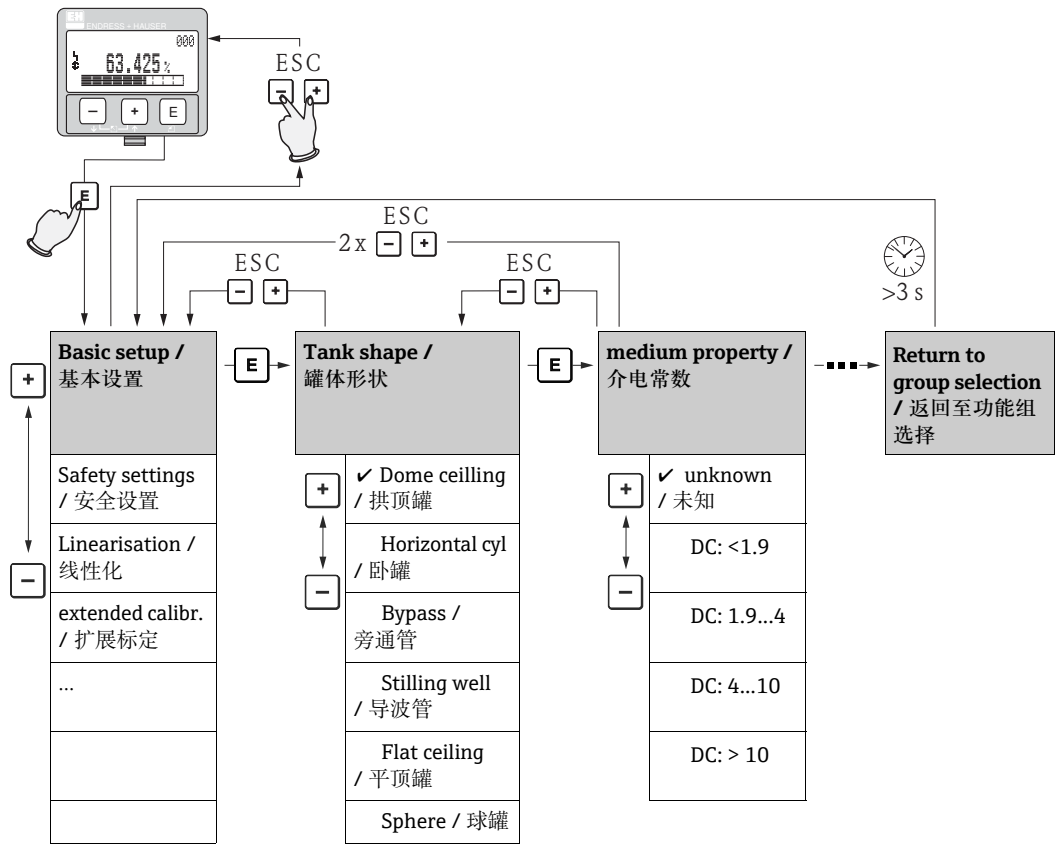 EH
ENDRESS + HAUSER
000
63.425 %
- + E
ESC
- +
E
ESC
2 x - +
ESC
- +
ESC
- +
>3 s
Basic setup /
基本设置
E
Tank shape /
罐体形状
E
medium property /
介电常数
Return to
group selection
/ 返回至功能组
选择
+
-
Safety settings
/ 安全设置
Linearisation /
线性化
extended calibr.
/ 扩展标定
...
+
-
✔ Dome ceilling
/ 拱顶罐
Horizontal cyl
/ 卧罐
Bypass /
旁通管
Stilling well
/ 导波管
Flat ceiling
/ 平顶罐
Sphere / 球罐
+
-
✔ unknown
/ 未知
DC: <1.9
DC: 1.9...4
DC: 4...10
DC: > 10